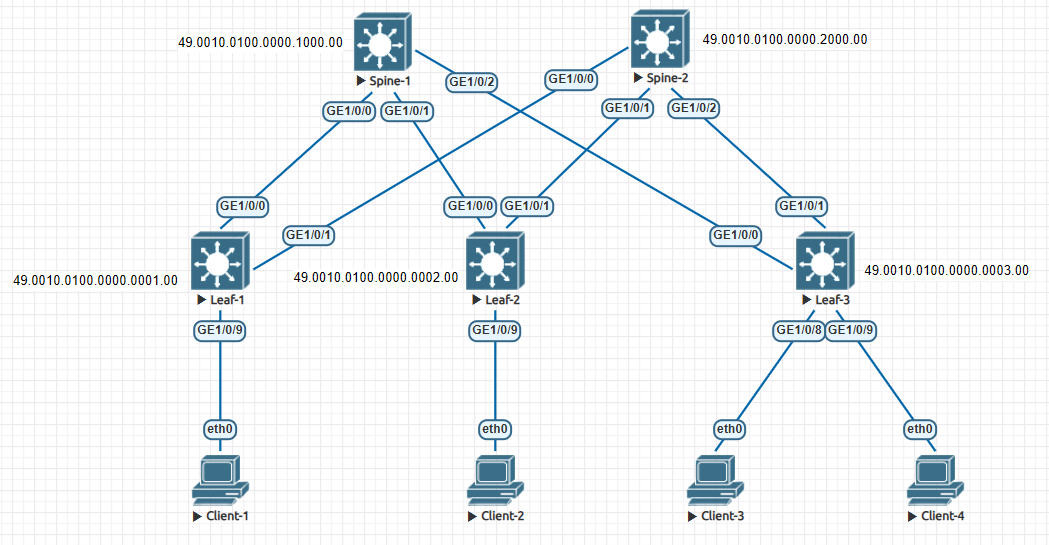 49.0010.0100.0000.1000.00
49.0010.0100.0000.2000.00
Spine-1
Spine-2
GE1/0/2
GE1/0/0
GE1/0/0
GE1/0/1
GE1/0/1
GE1/0/2
GE1/0/0
GE1/0/1
GE1/0/0
GE1/0/1
GE1/0/0
GE1/0/1
49.0010.0100.0000.0001.00
49.0010.0100.0000.0002.00
49.0010.0100.0000.0003.00
Leaf-1
Leaf-2
Leaf-3
GE1/0/9
GE1/0/9
GE1/0/8
GE1/0/9
eth0
eth0
eth0
eth0
Client-1
Client-2
Client-3
Client-4